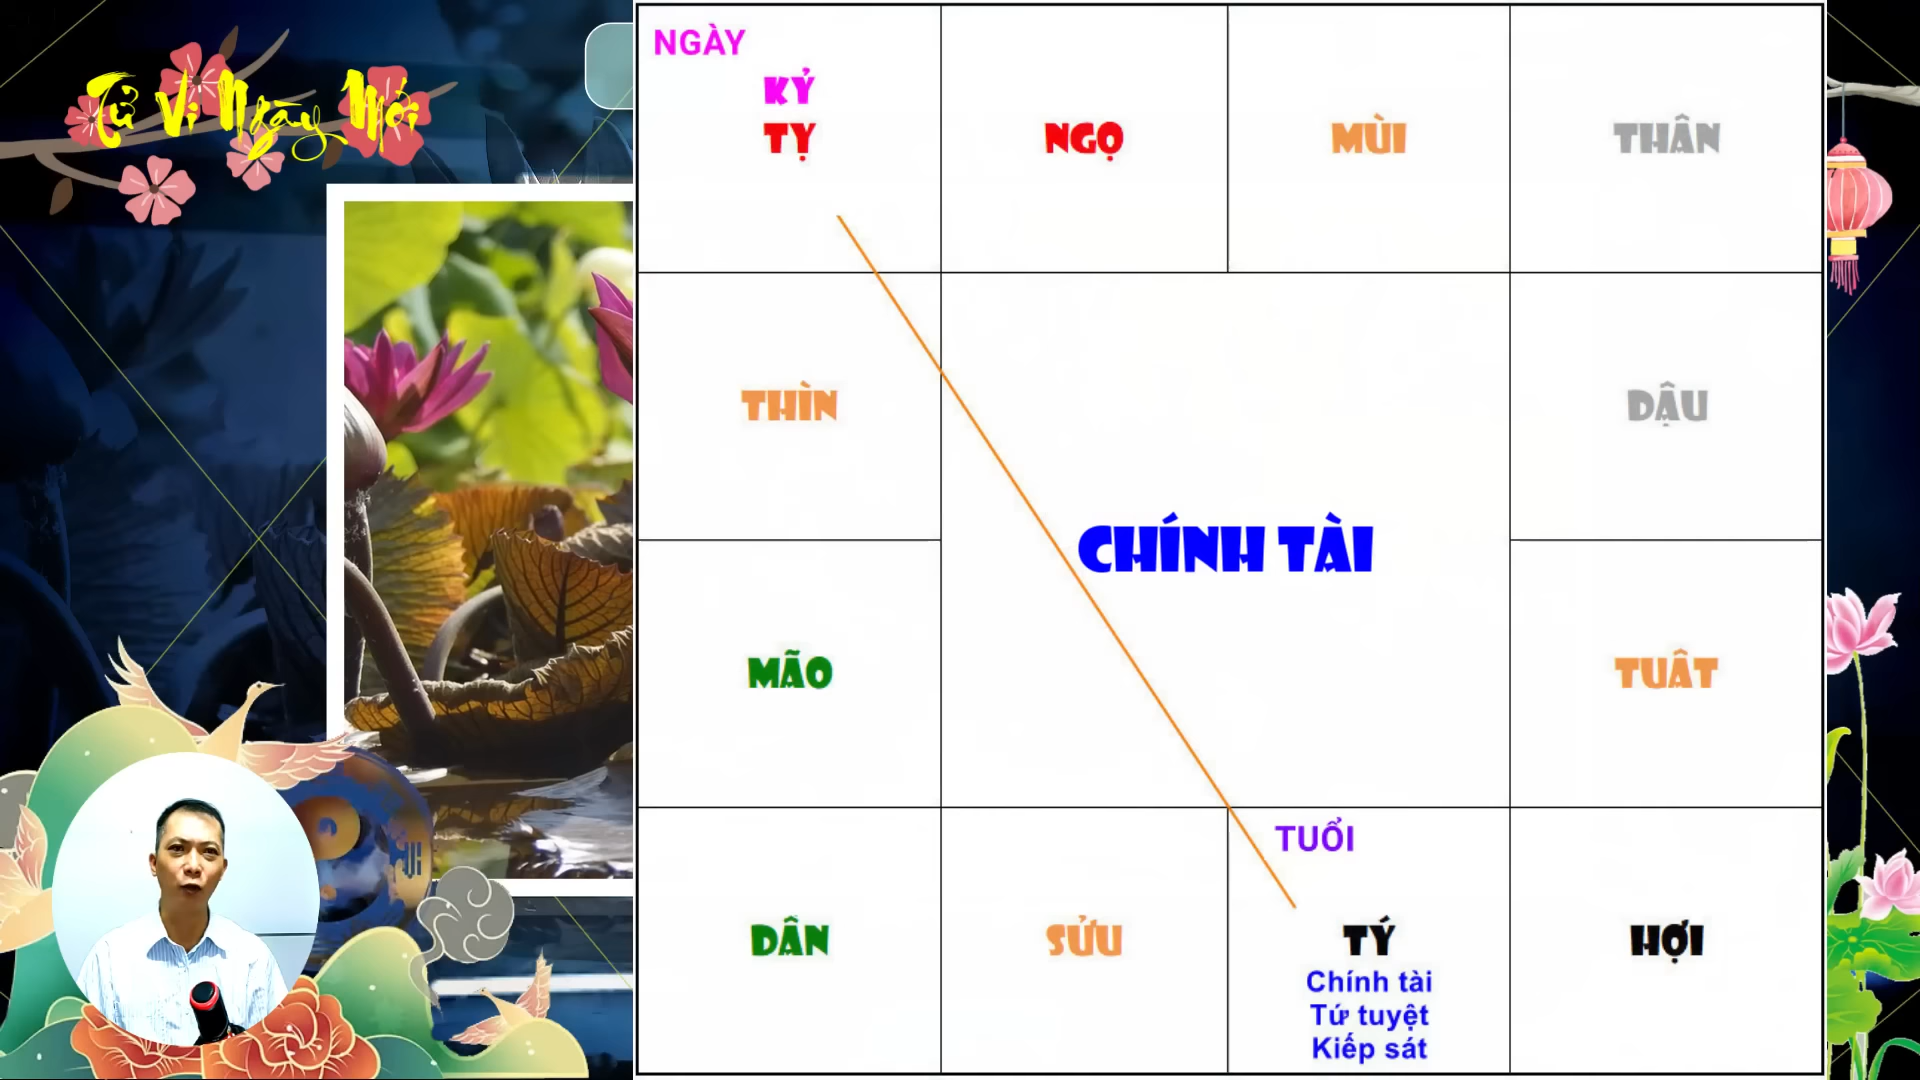 Tử Vi Ngày Mới
NGÀY
KỶ
TỴ
NGỌ
MÙI
THÂN
THÌN
DẬU
CHÍNH TÀI
MÃO
TUẤT
TUỔI
DẦN
SỬU
TÝ
HỢI
Chính tài
Tứ tuyệt
Kiếp sát